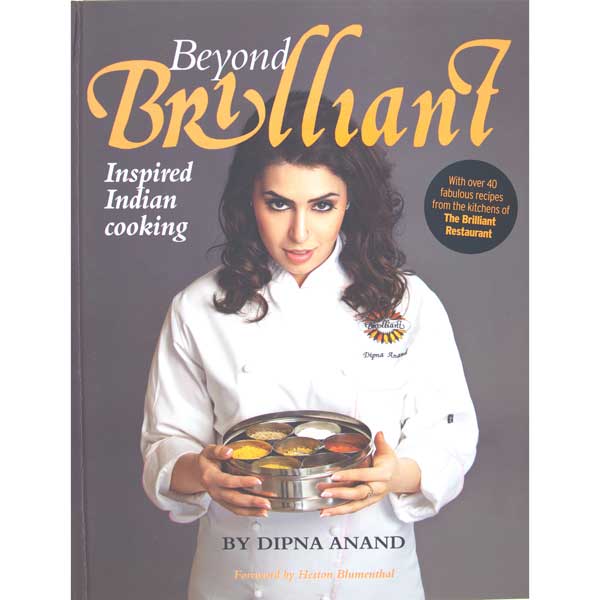 Beyond
Brilliant
Inspired
Indian
cooking
With over 40
fabulous recipes
from the kitchens of
The Brilliant
Restaurant
Brilliant
Dipna Anand
BY DIPNA ANAND
Foreword by Heston Blumenthal